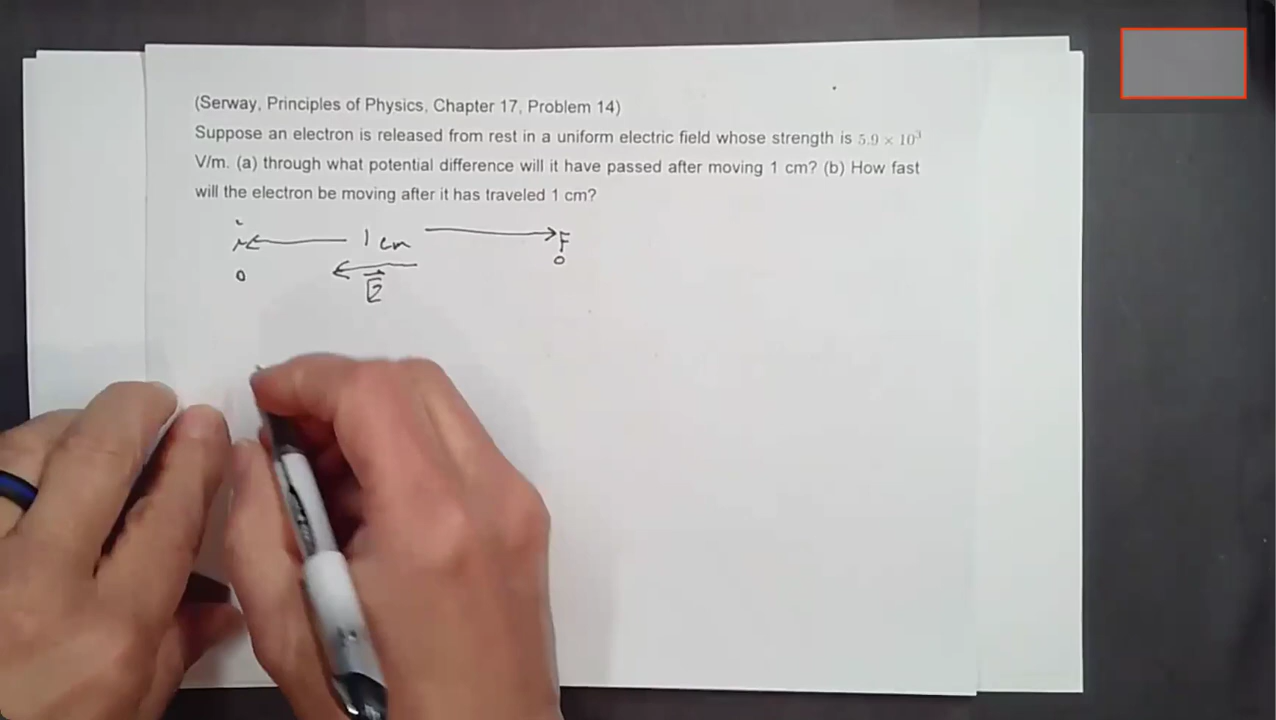 (Serway, Principles of Physics, Chapter 17, Problem 14)
Suppose an electron is released from rest in a uniform electric field whose strength is 5.9 × 10³
V/m. (a) through what potential difference will it have passed after moving 1 cm? (b) How fast
will the electron be moving after it has traveled 1 cm?
i 1 cm F
E